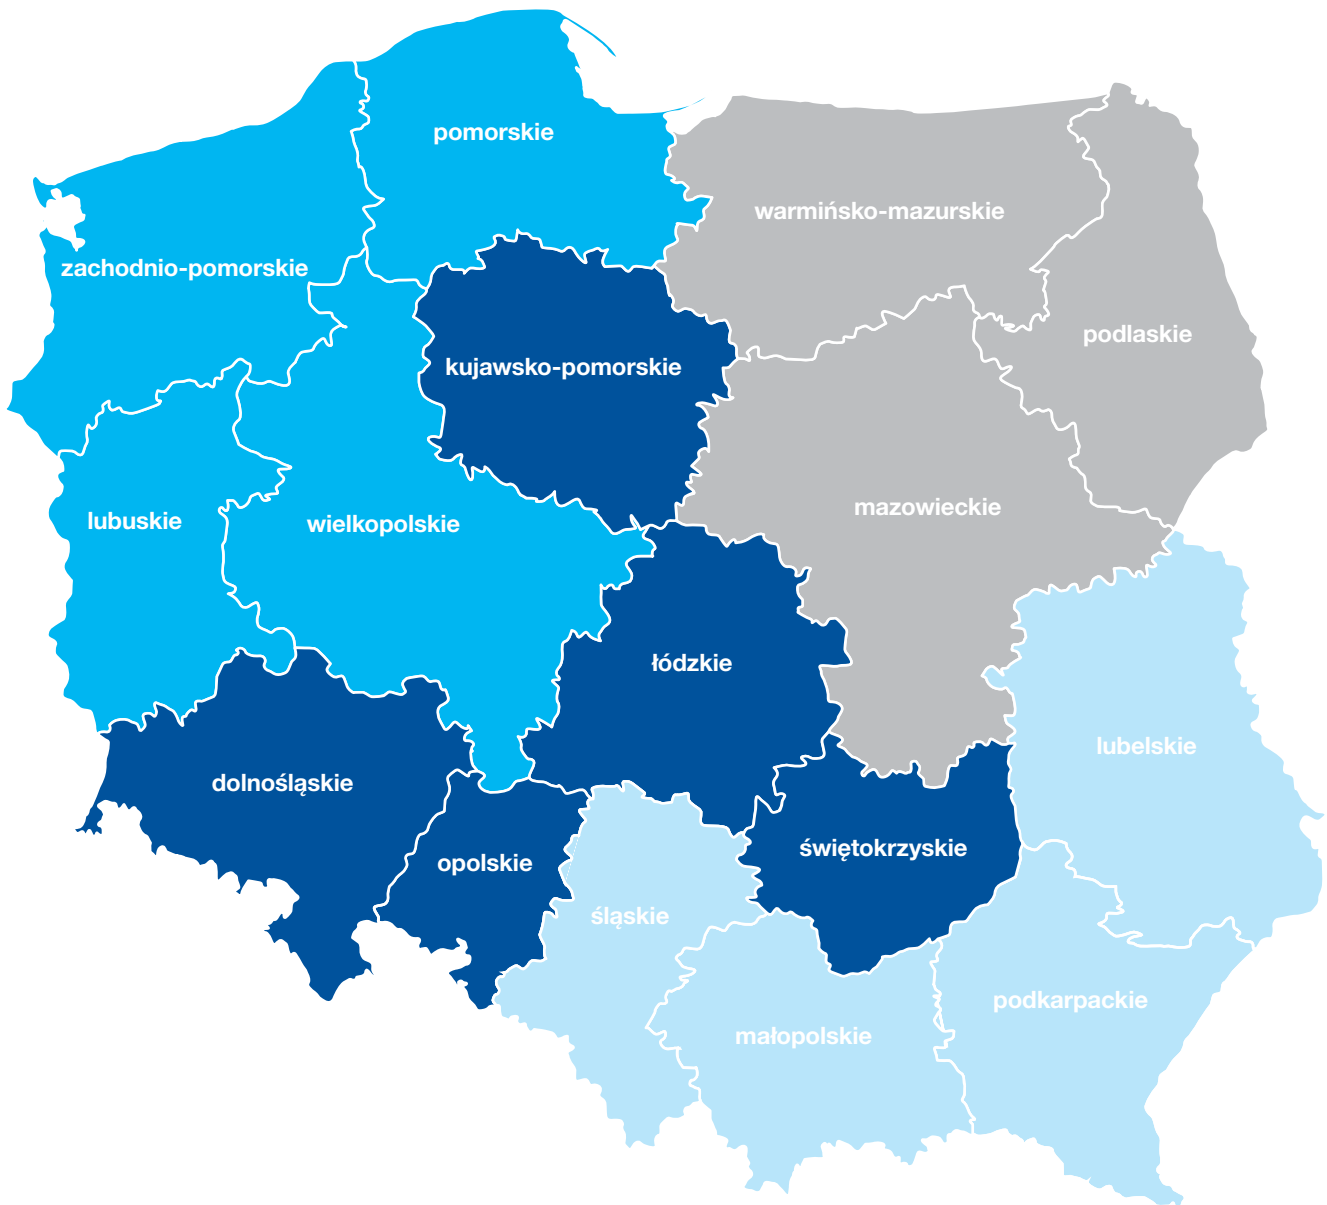 pomorskie
warmińsko-mazurskie
zachodnio-pomorskie
podlaskie
kujawsko-pomorskie
mazowieckie
lubuskie
wielkopolskie
łódzkie
lubelskie
dolnośląskie
świętokrzyskie
opolskie
śląskie
podkarpackie
małopolskie